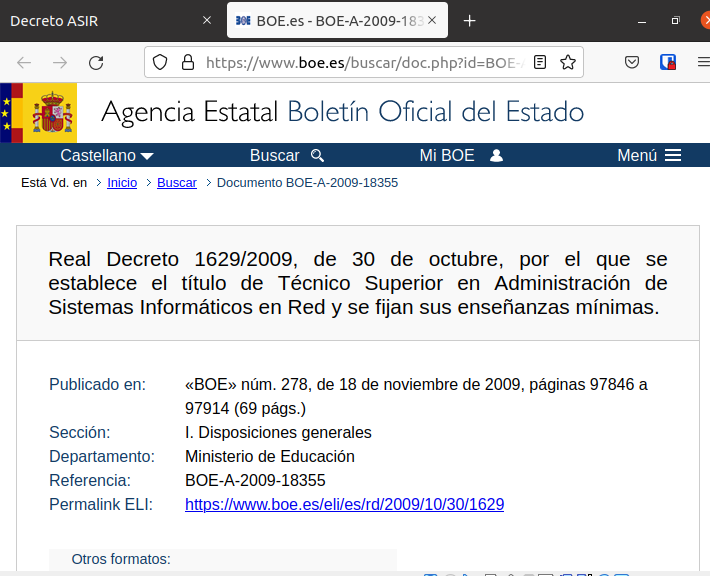 Decreto ASIR
BOE.es - BOE-A-2009-183
https://www.boe.es/buscar/doc.php?id=BOE-A
Agencia Estatal Boletín Oficial del Estado
Castellano Buscar Mi BOE Menú
Está Vd. en Inicio Buscar Documento BOE-A-2009-18355
Real Decreto 1629/2009, de 30 de octubre, por el que se
establece el título de Técnico Superior en Administración de
Sistemas Informáticos en Red y se fijan sus enseñanzas mínimas.
Publicado en: «BOE» núm. 278, de 18 de noviembre de 2009, páginas 97846 a
97914 (69 págs.)
Sección: I. Disposiciones generales
Departamento: Ministerio de Educación
Referencia: BOE-A-2009-18355
Permalink ELI: https://www.boe.es/eli/es/rd/2009/10/30/1629
Otros formatos: